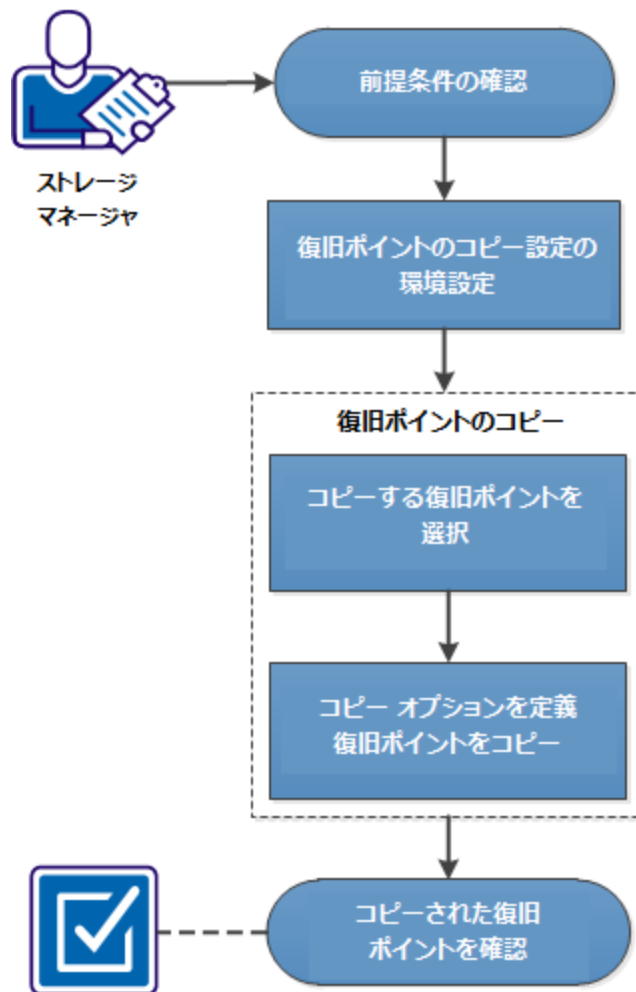 前提条件の確認
ストレージ
マネージャ
復旧ポイントのコピー設定の
環境設定
復旧ポイントのコピー
コピーする復旧ポイントを
選択
コピー オプションを定義
復旧ポイントをコピー
コピーされた復旧
ポイントを確認